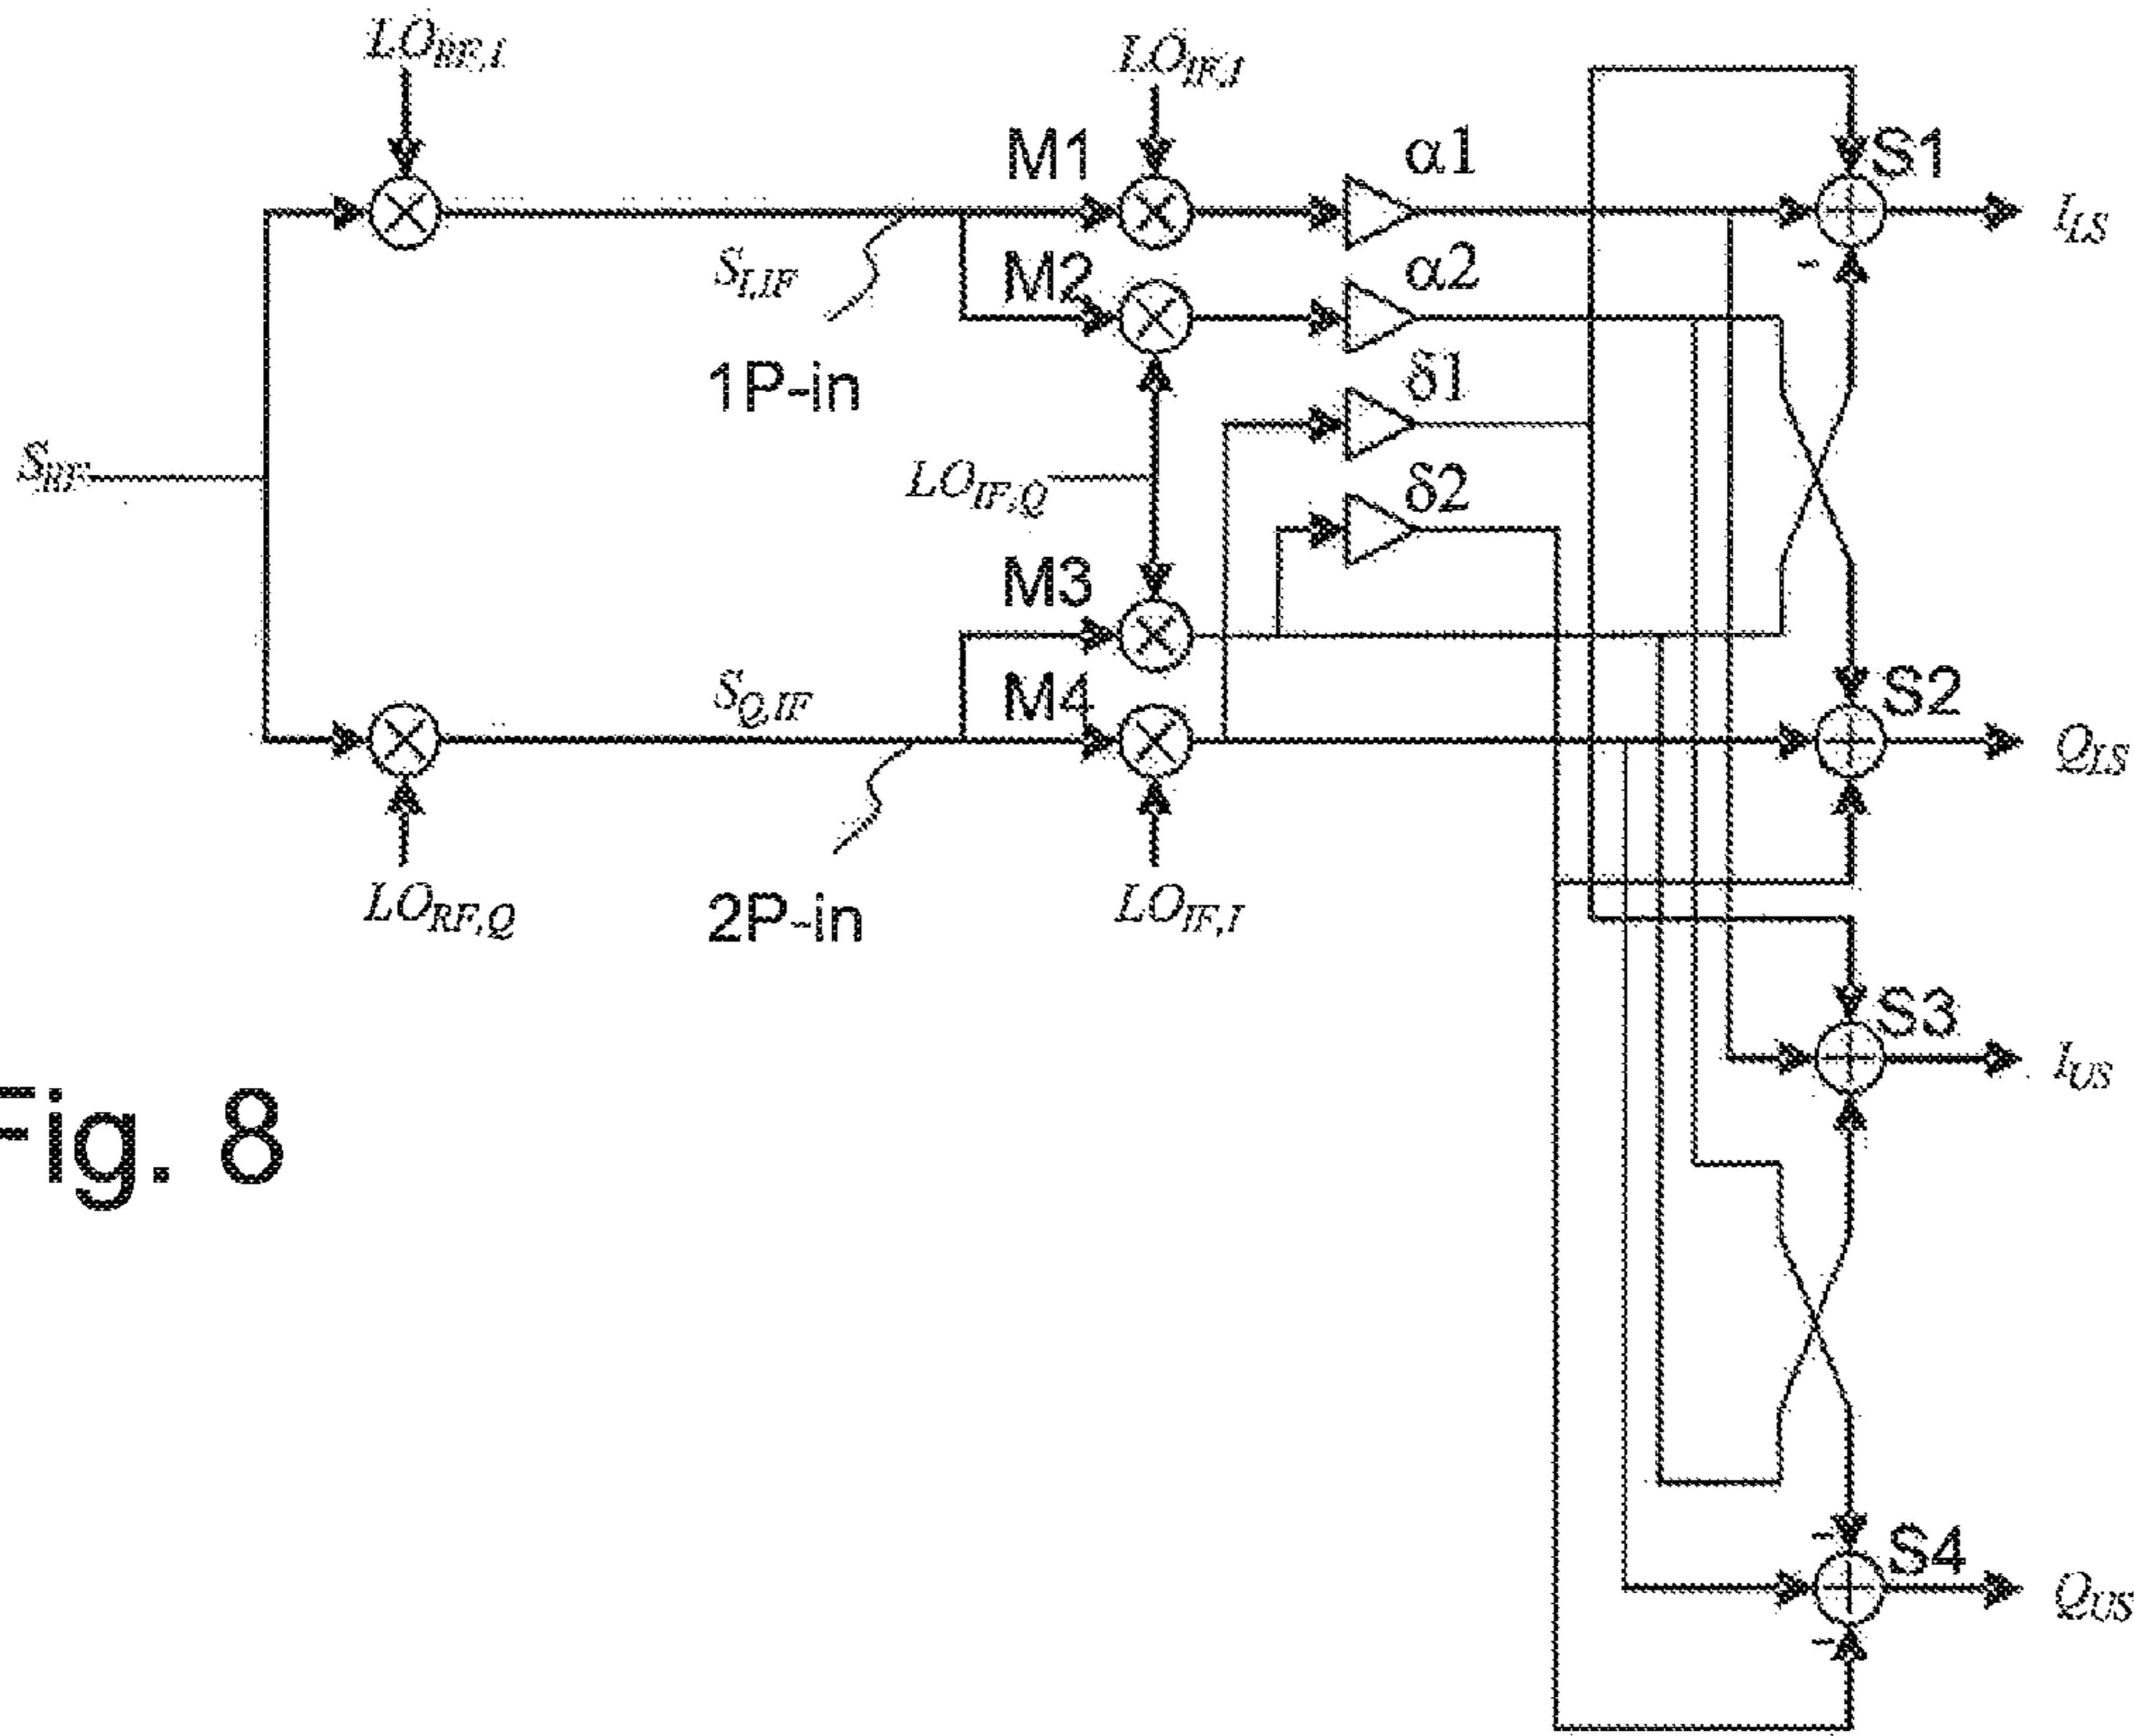 LO_RF,I
LO_IF,I
M1
α1
S1
I_LS
S_I,IF
M2
α2
1P-in
δ1
S_RF
LO_IF,Q
δ2
M3
S_Q,IF
M4
S2
Q_LS
LO_RF,Q
2P-in
LO_IF,I
S3
I_US
Fig. 8
S4
Q_US
-
-
-